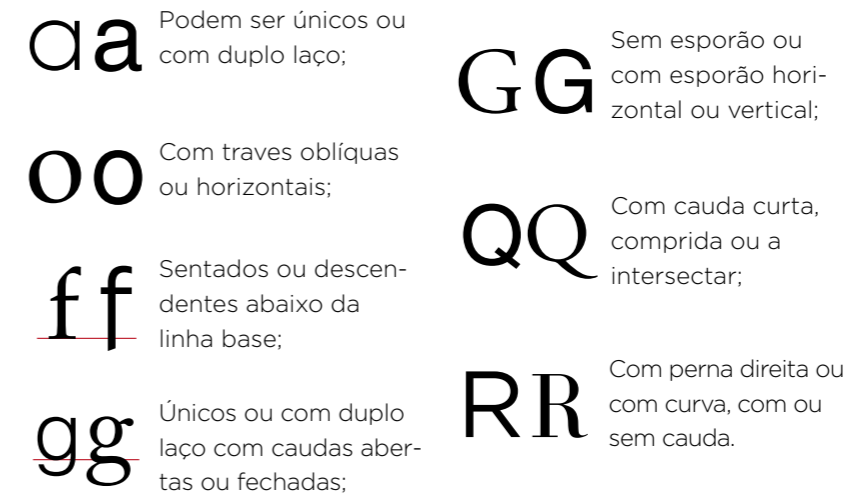 aa
Podem ser únicos ou
com duplo laço;
oo
Com traves oblíquas
ou horizontais;
ff
Sentados ou descen-
dentes abaixo da
linha base;
gg
Únicos ou com duplo
laço com caudas aber-
tas ou fechadas;
GG
Sem esporão ou
com esporão hori-
zontal ou vertical;
QQ
Com cauda curta,
comprida ou a
intersectar;
RR
Com perna direita ou
com curva, com ou
sem cauda.